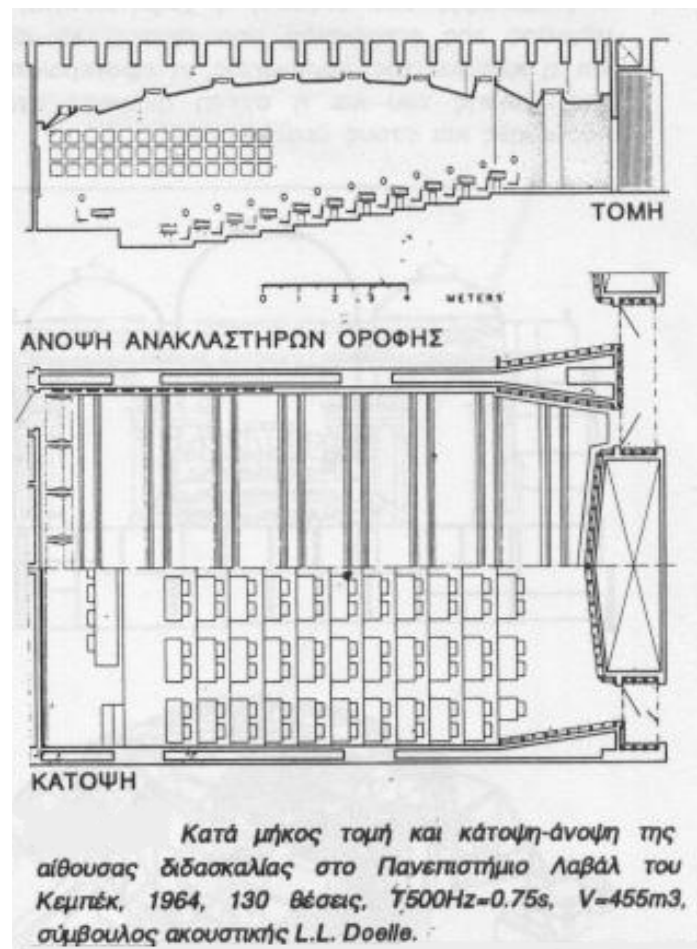 ΤΟΜΗ
0 1 2 3 4 METERS
ΑΝΟΨΗ ΑΝΑΚΛΑΣΤΗΡΩΝ ΟΡΟΦΗΣ
ΚΑΤΟΨΗ
Κατά μήκος τομή και κάτοψη-άνοψη της
αίθουσας διδασκαλίας στο Πανεπιστήμιο Λαβάλ του
Κεμπέκ, 1964, 130 θέσεις, T500Hz=0.75s, V=455m3,
σύμβουλος ακουστικής L.L. Doelle.